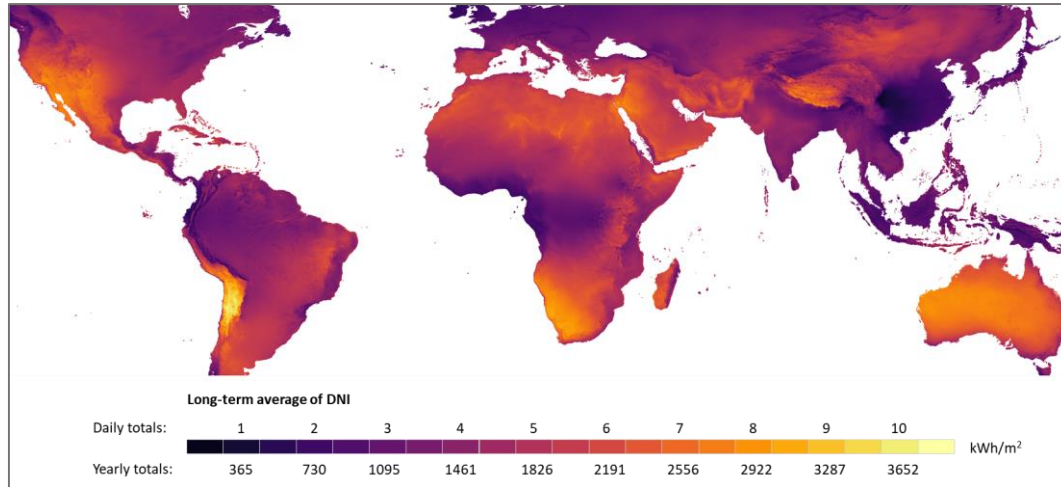 Long-term average of DNI
Daily totals: 1 2 3 4 5 6 7 8 9 10
kWh/m²
Yearly totals: 365 730 1095 1461 1826 2191 2556 2922 3287 3652